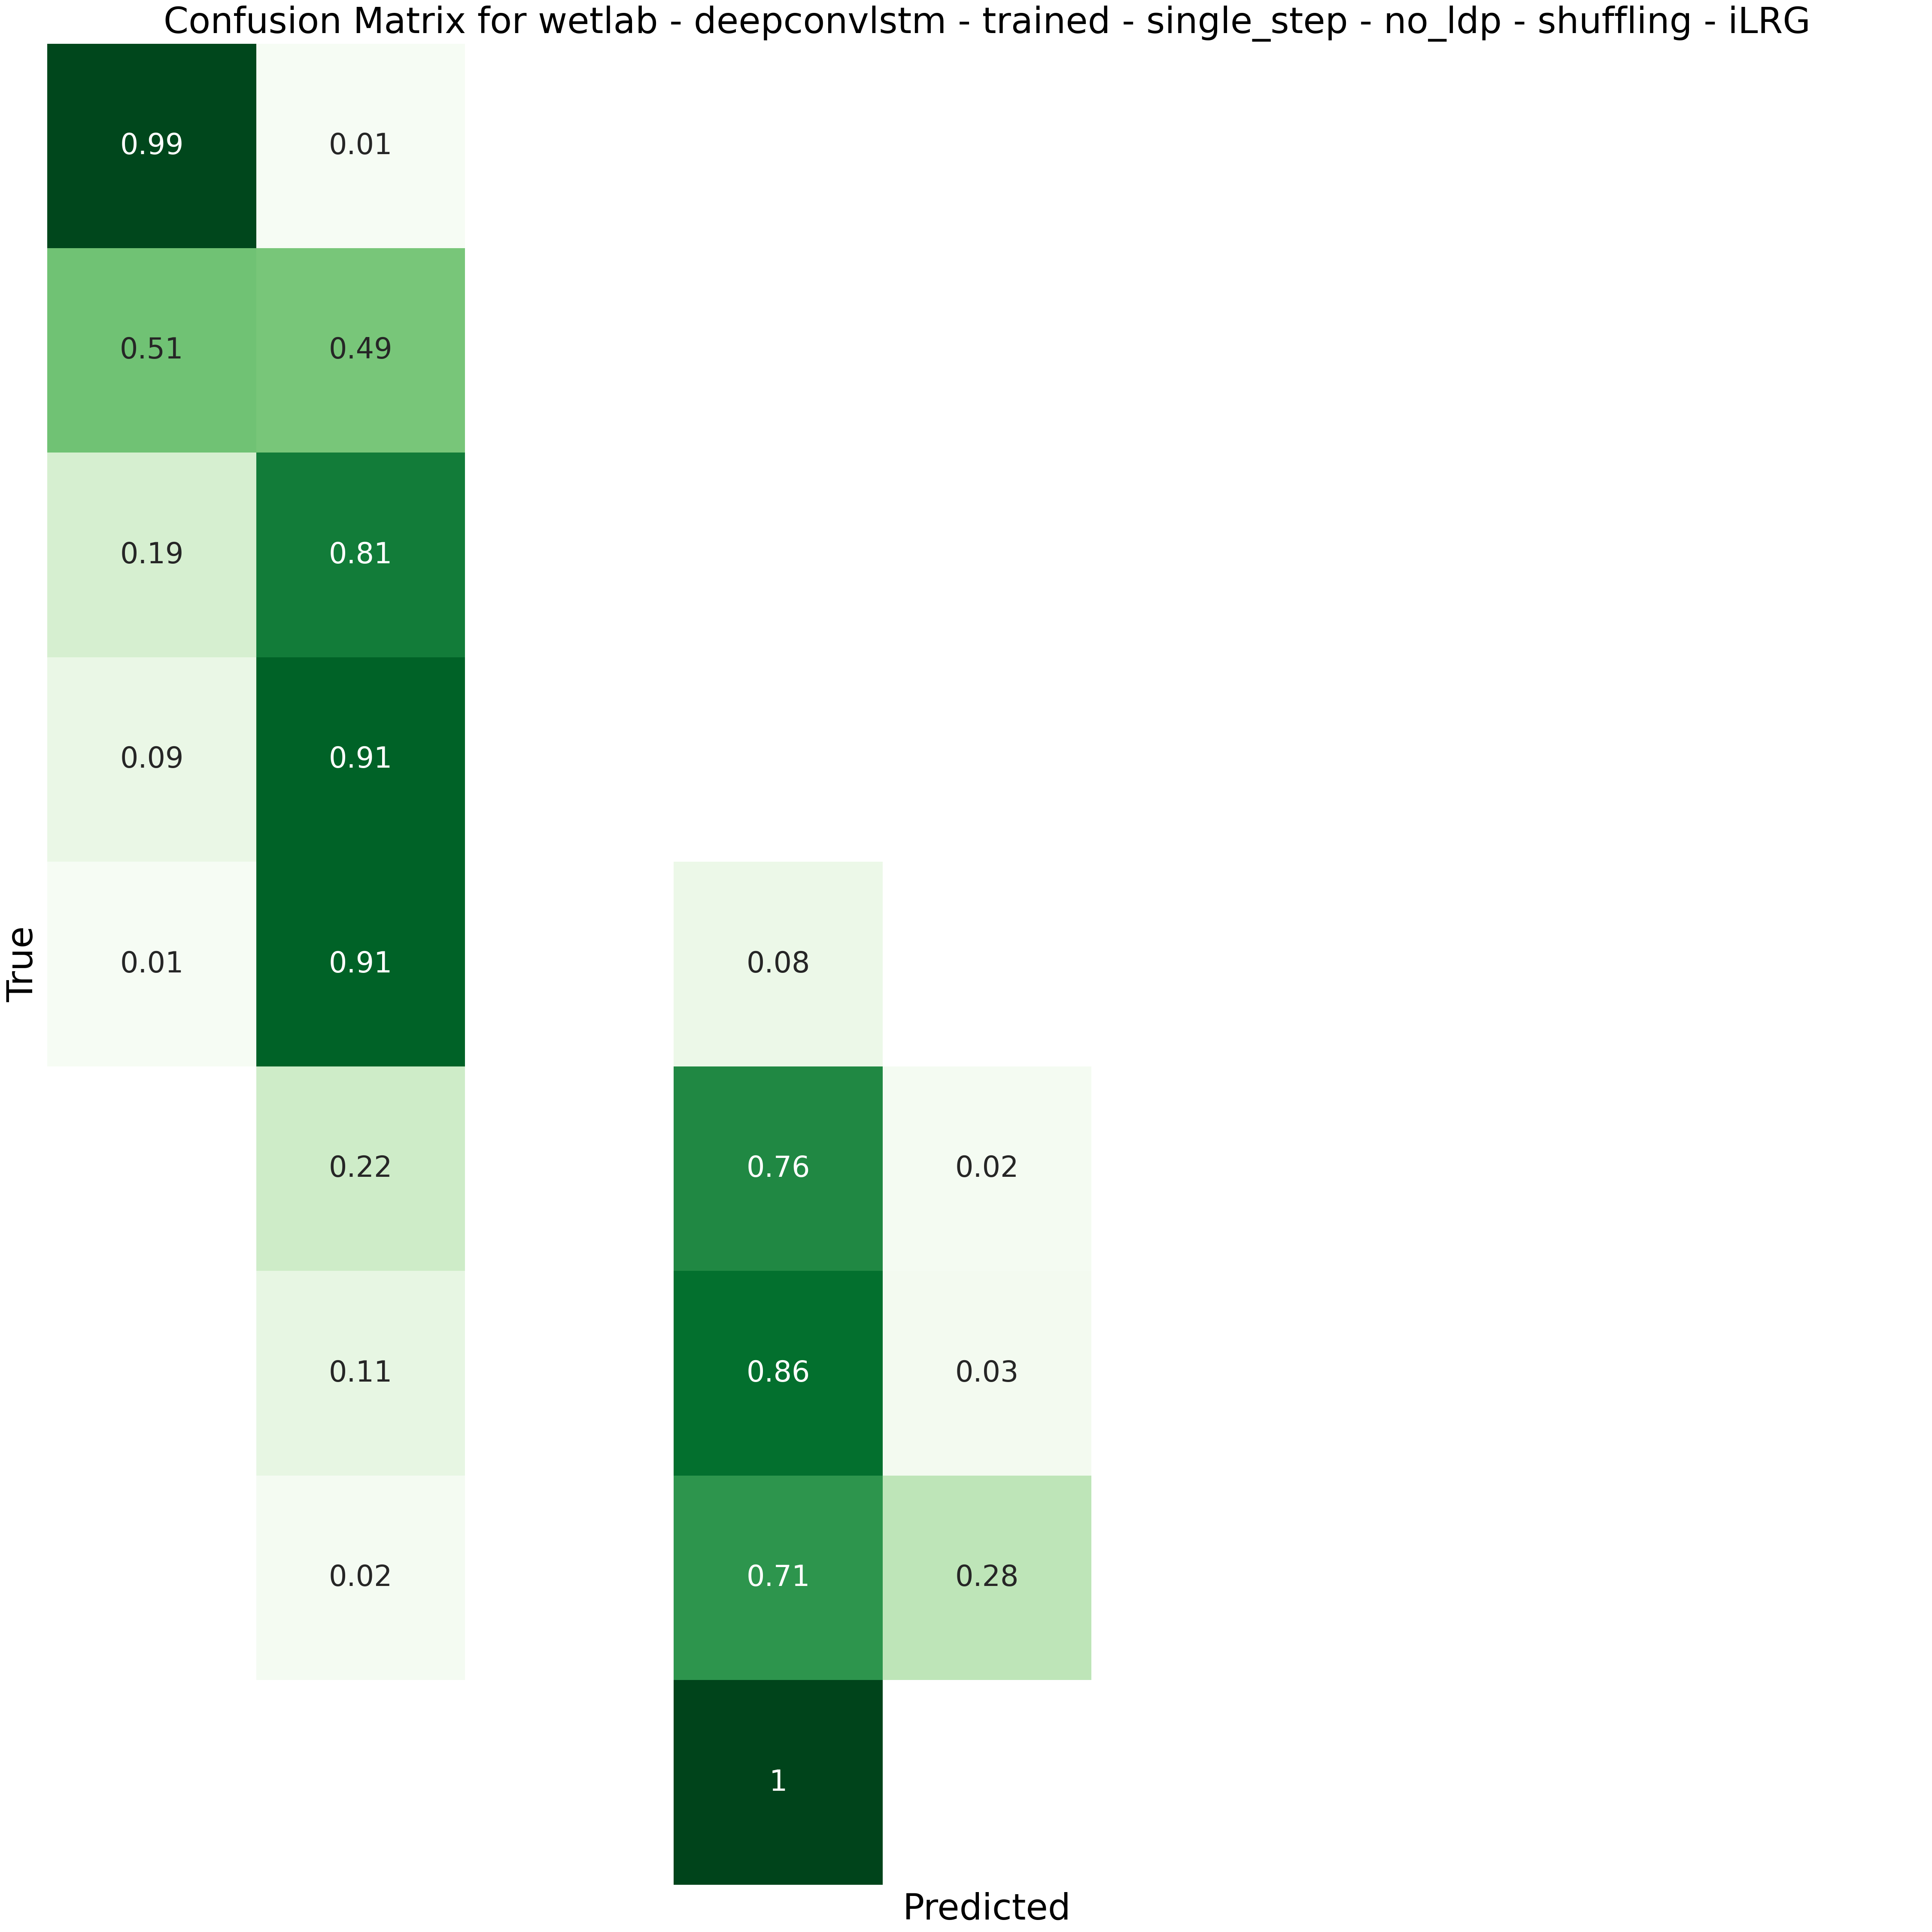 Confusion Matrix for wetlab - deepconvlstm - trained - single_step - no_ldp - shuffling - iLRG
0.99 0.01
0.51 0.49
0.19 0.81
0.09 0.91
True
0.01 0.91 0.08
0.22 0.76 0.02
0.11 0.86 0.03
0.02 0.71 0.28
1
Predicted